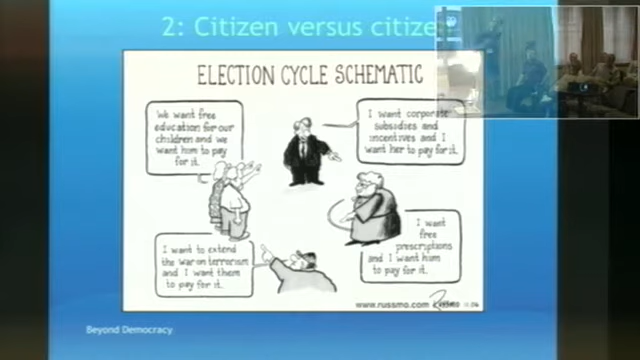 2: Citizen versus citize
ELECTION CYCLE SCHEMATIC
We want free
education for our
children and we
want him to pay
for it.
I want corporate
subsidies and
incentives and I
want her to pay for it.
I want
free
prescriptions
and I want him
to pay for it.
I want to extend
the war on terrorism
and I want them
to pay for it.
www.russmo.com Russmo 11.04
Beyond Democracy